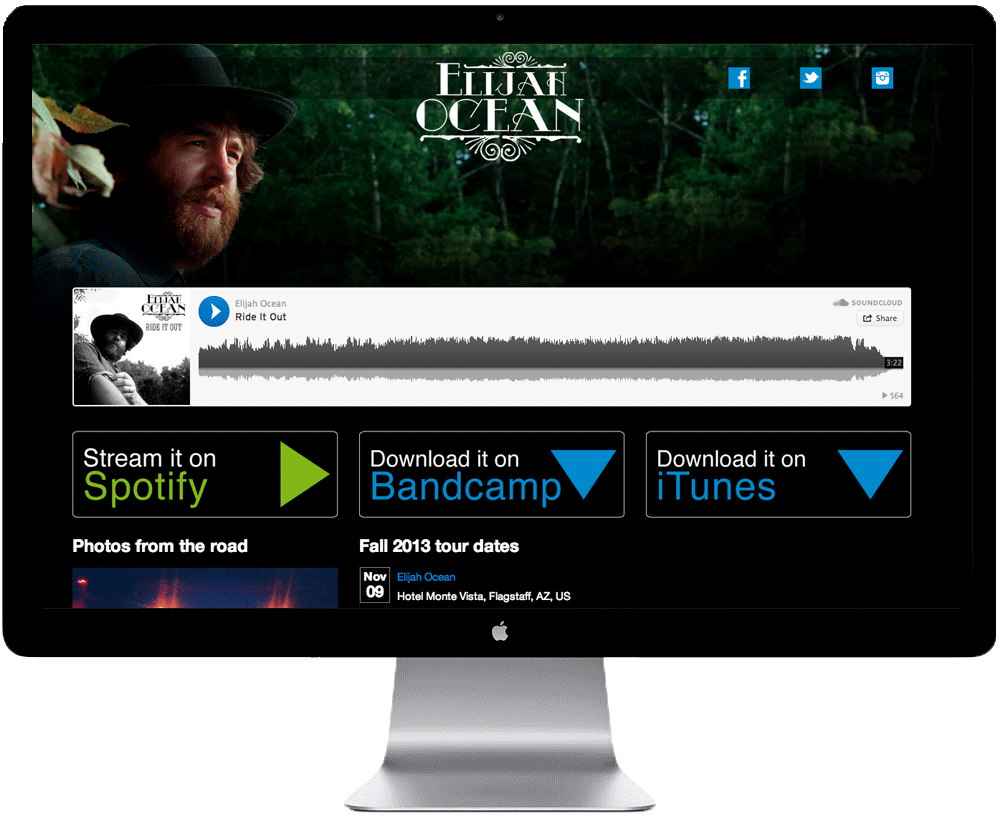 ELIJAH
OCEAN
ELIJAH
OCEAN
RIDE IT OUT
Elijah Ocean
Ride It Out
SOUNDCLOUD
Share
3:22
564
Stream it on
Spotify
Download it on
Bandcamp
Download it on
iTunes
Photos from the road
Fall 2013 tour dates
Nov
09
Elijah Ocean
Hotel Monte Vista, Flagstaff, AZ, US